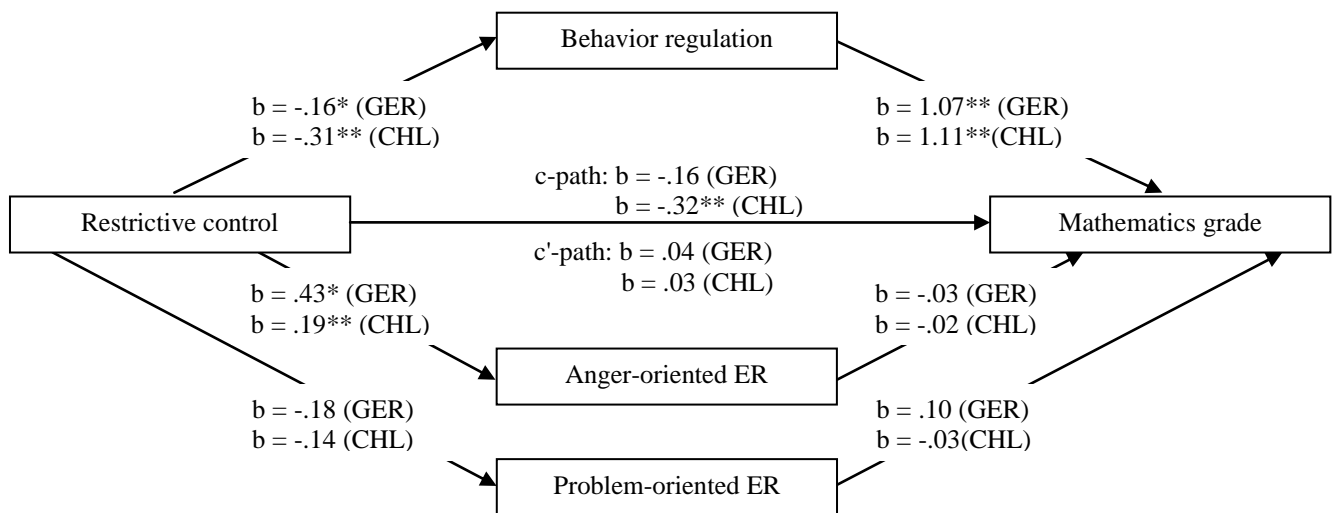 Behavior regulation
b = -.16* (GER)
b = -.31** (CHL)
b = 1.07** (GER)
b = 1.11**(CHL)
c-path: b = -.16 (GER)
b = -.32** (CHL)
Restrictive control
Mathematics grade
c'-path: b = .04 (GER)
b = .03 (CHL)
b = .43* (GER)
b = .19** (CHL)
b = -.03 (GER)
b = -.02 (CHL)
Anger-oriented ER
b = -.18 (GER)
b = -.14 (CHL)
b = .10 (GER)
b = -.03(CHL)
Problem-oriented ER